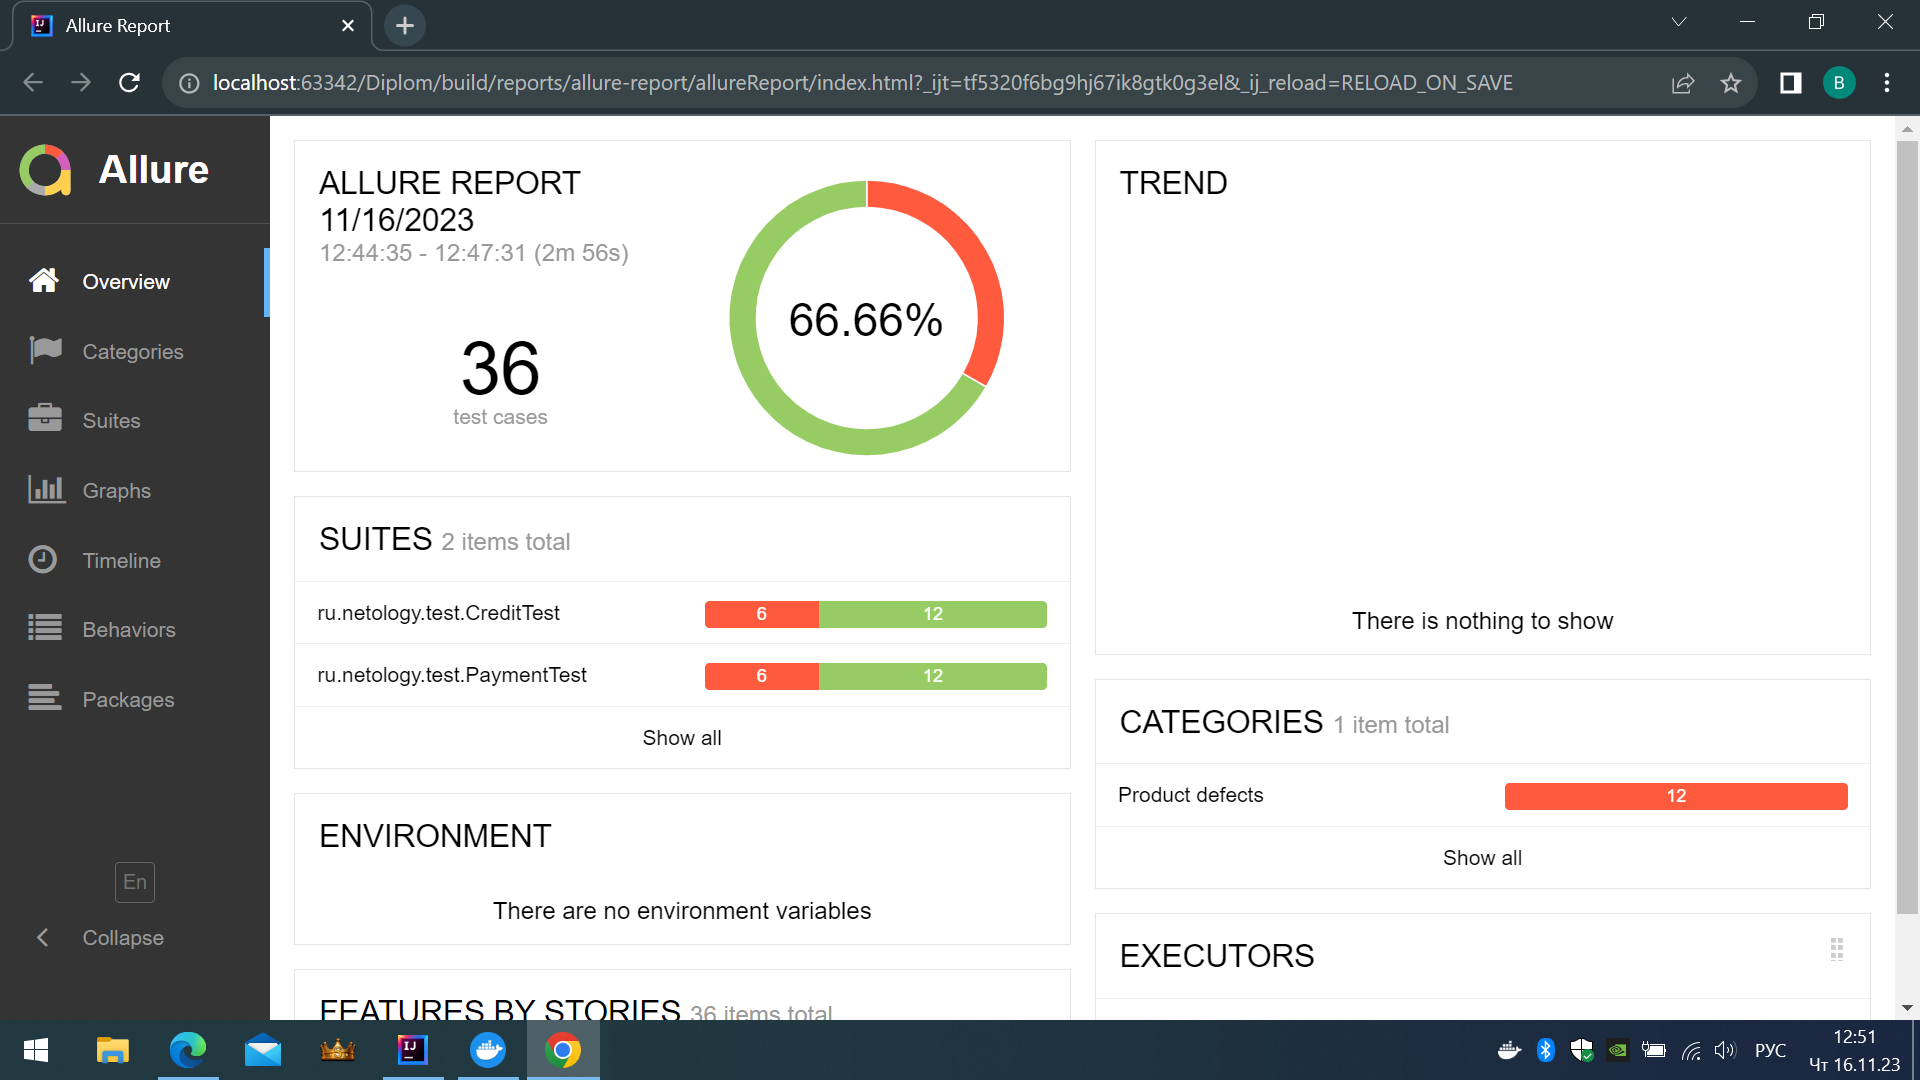 Allure Report
localhost:63342/Diplom/build/reports/allure-report/allureReport/index.html?_ijt=tf5320f6bg9hj67ik8gtk0g3el&_ij_reload=RELOAD_ON_SAVE
B
Allure
Overview
Categories
Suites
Graphs
Timeline
Behaviors
Packages
En
Collapse
ALLURE REPORT
11/16/2023
12:44:35 - 12:47:31 (2m 56s)
36
test cases
66.66%
SUITES 2 items total
ru.netology.test.CreditTest 6 12
ru.netology.test.PaymentTest 6 12
Show all
ENVIRONMENT
There are no environment variables
FEATURES BY STORIES 36 items total
TREND
There is nothing to show
CATEGORIES 1 item total
Product defects 12
Show all
EXECUTORS
IJ
РУС
12:51
Чт 16.11.23